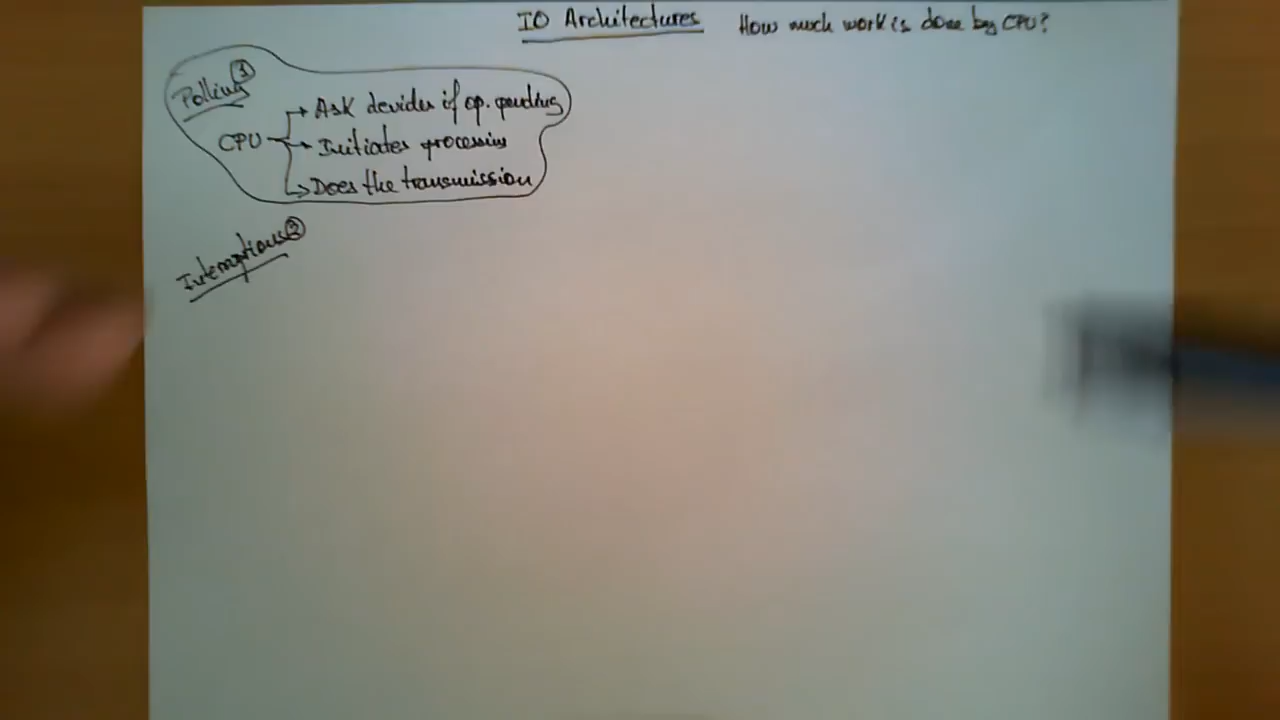 IO Architectures How much work is done by CPU?
Polling ①
CPU → Ask devides if op. pending
→ Initiates processing
→ Does the transmission
Interruptions ②